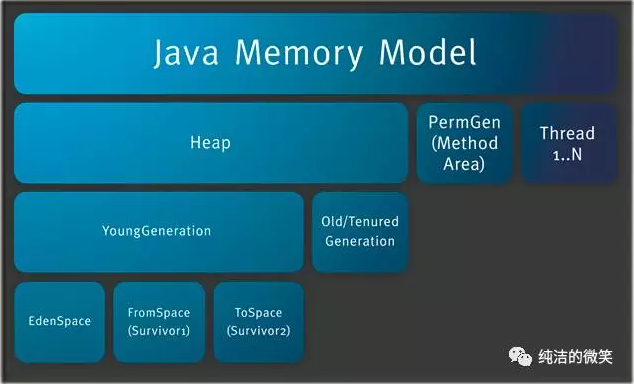 Java Memory Model
Heap
PermGen
(Method
Area)
Thread
1..N
YoungGeneration
Old/Tenured
Generation
EdenSpace
FromSpace
(Survivor1)
ToSpace
(Survivor2)
纯洁的微笑